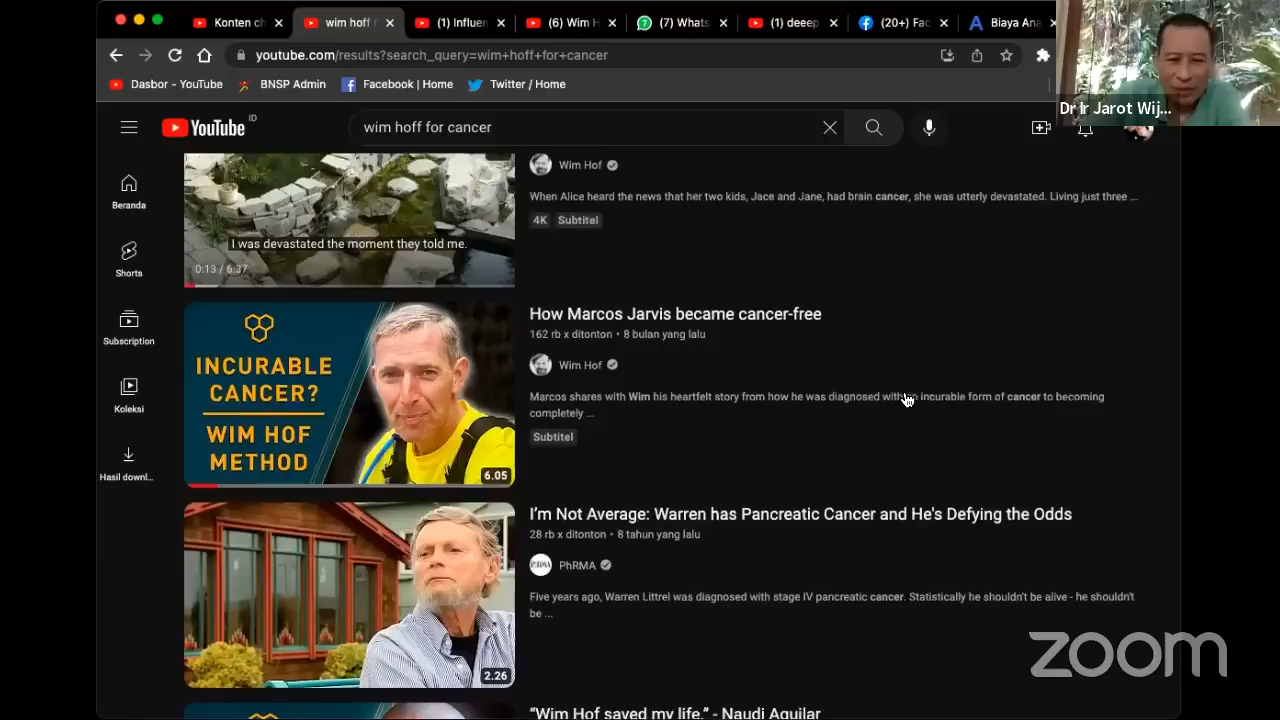 Konten ch
wim hoff
(1) Influen
(6) Wim H
(7) Whats
(1) deeep
(20+) Fac
Biaya Ana
youtube.com/results?search_query=wim+hoff+for+cancer
Dasbor - YouTube
BNSP Admin
Facebook | Home
Twitter / Home
Dr Ir Jarot Wij...
YouTube ID
wim hoff for cancer
Beranda
Shorts
Subscription
Koleksi
Hasil downl...
Wim Hof
When Alice heard the news that her two kids, Jace and Jane, had brain cancer, she was utterly devastated. Living just three ...
4K Subtitel
I was devastated the moment they told me.
0:13 / 6:37
INCURABLE
CANCER?
WIM HOF
METHOD
6.05
How Marcos Jarvis became cancer-free
162 rb x ditonton • 8 bulan yang lalu
Wim Hof
Marcos shares with Wim his heartfelt story from how he was diagnosed with an incurable form of cancer to becoming
completely ...
Subtitel
2.26
I'm Not Average: Warren has Pancreatic Cancer and He's Defying the Odds
28 rb x ditonton • 8 tahun yang lalu
PhRMA
Five years ago, Warren Littrel was diagnosed with stage IV pancreatic cancer. Statistically he shouldn't be alive - he shouldn't
be ...
zoom
"Wim Hof saved my life." - Naudi Aguilar